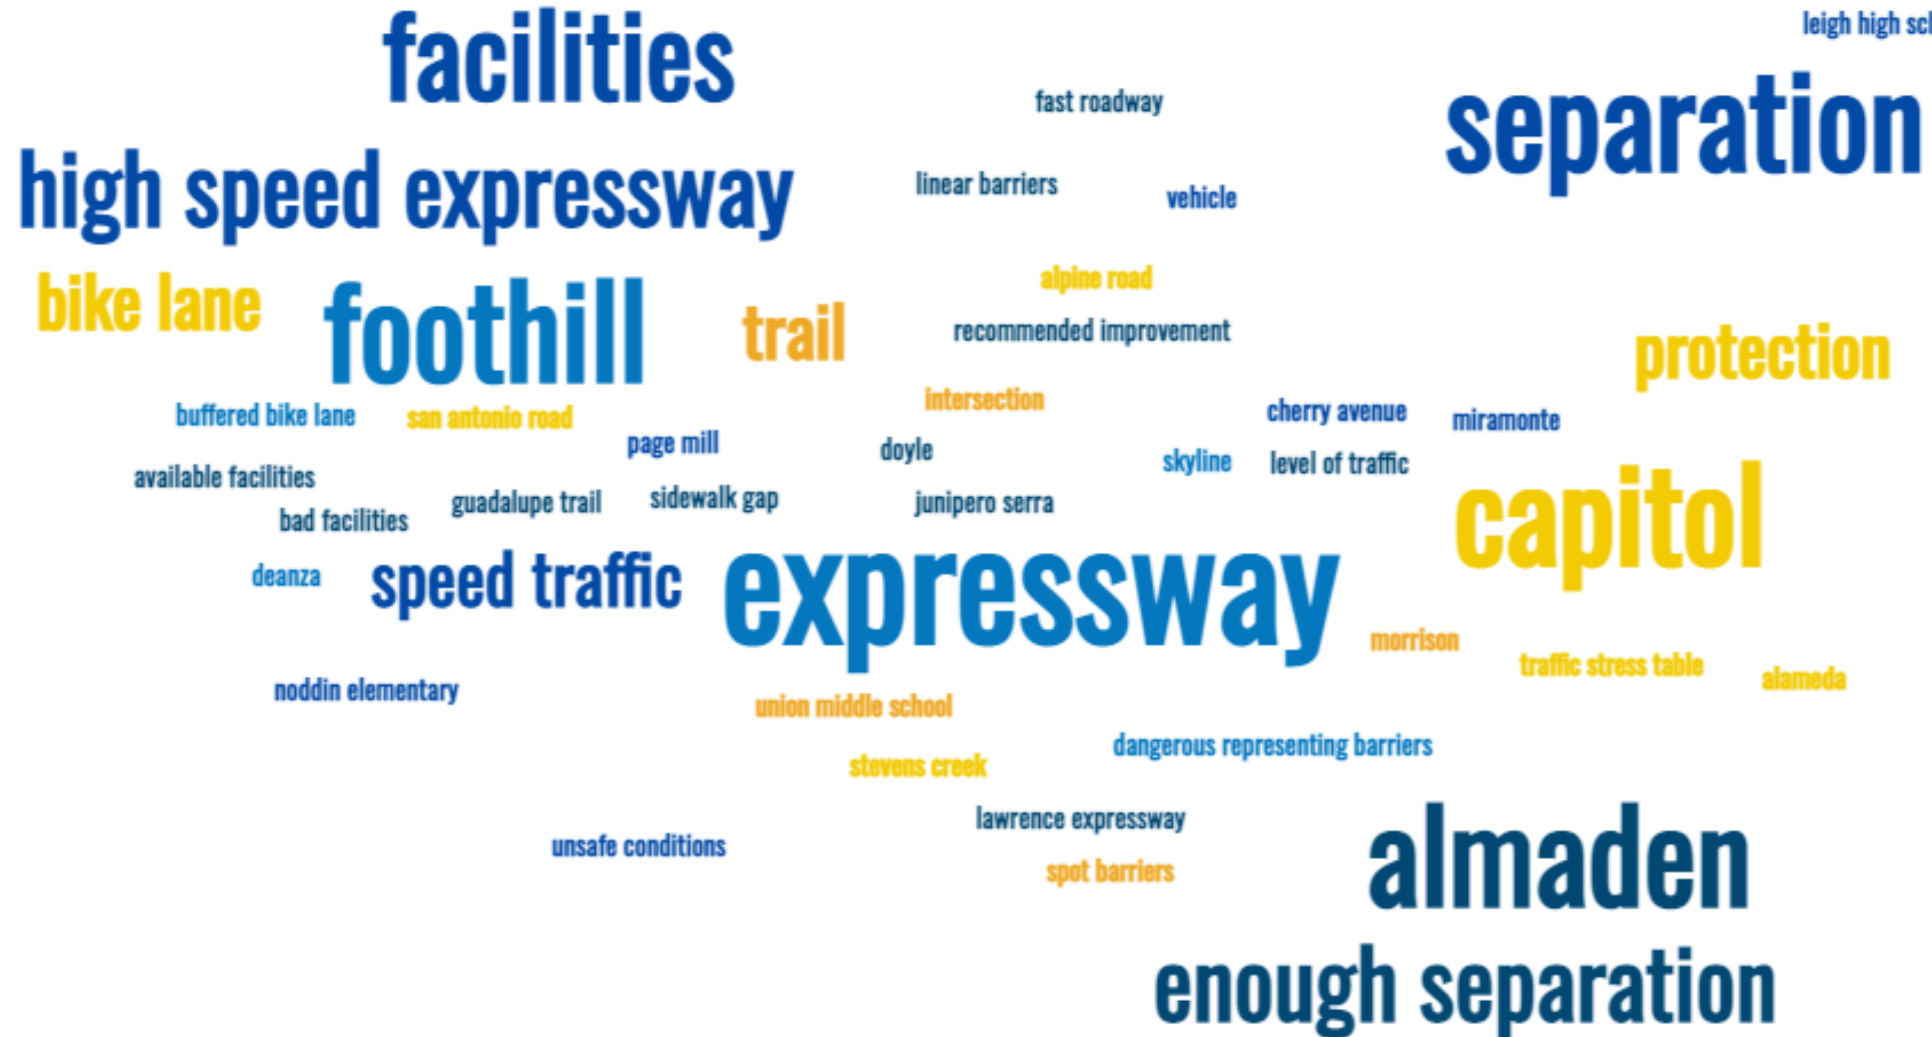 facilities
leigh high sch
fast roadway
separation
high speed expressway
linear barriers
vehicle
bike lane
foothill
trail
alpine road
recommended improvement
protection
buffered bike lane
san antonio road
intersection
cherry avenue
miramonte
page mill
doyle
skyline
level of traffic
available facilities
guadalupe trail
sidewalk gap
junipero serra
bad facilities
capitol
deanza
speed traffic
expressway
morrison
traffic stress table
alameda
noddin elementary
union middle school
dangerous representing barriers
stevens creek
lawrence expressway
unsafe conditions
spot barriers
almaden
enough separation